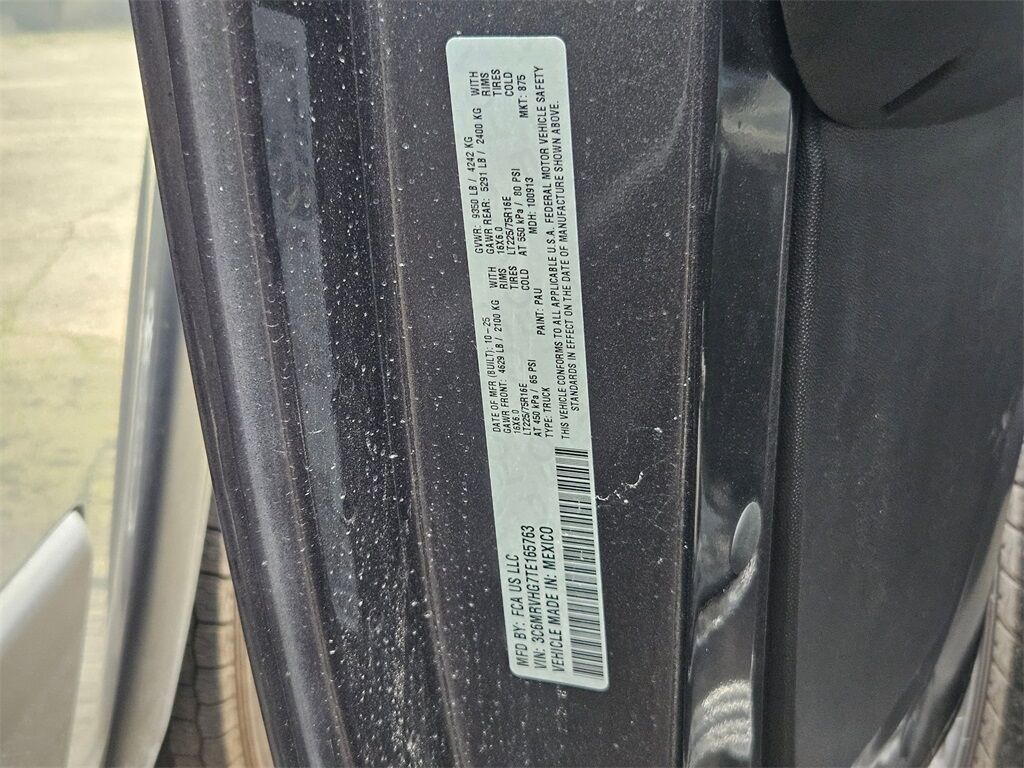 MFD BY: FCA US LLC
VIN: 3C6MRVHG7TE165763
VEHICLE MADE IN: MEXICO
DATE OF MFR (BUILT): 10-25
GAWR FRONT: 4629 LB / 2100 KG WITH
16X6.0 RIMS
LT225/75R16E TIRES
AT 450 kPa / 65 PSI COLD
GVWR: 9350 LB / 4242 KG
GAWR REAR: 5291 LB / 2400 KG WITH
16X6.0 RIMS
LT225/75R16E TIRES
AT 550 kPa / 80 PSI COLD
TYPE: TRUCK PAINT: PAU MDH: 100913 MKT: 875
THIS VEHICLE CONFORMS TO ALL APPLICABLE U.S.A. FEDERAL MOTOR VEHICLE SAFETY
STANDARDS IN EFFECT ON THE DATE OF MANUFACTURE SHOWN ABOVE.